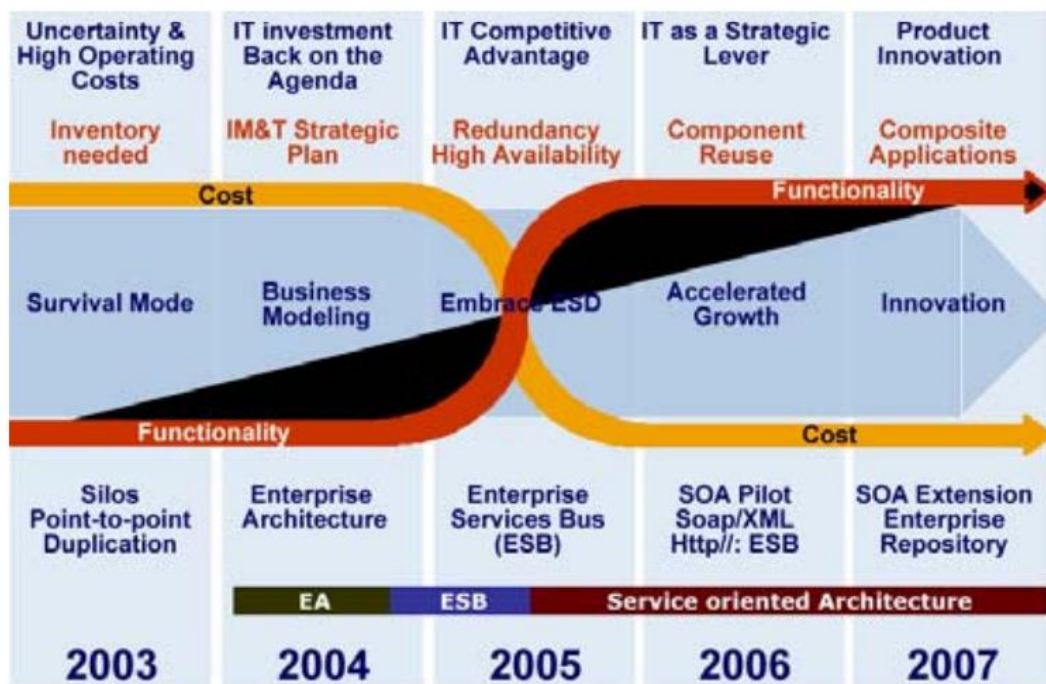 Uncertainty &
High Operating
Costs
IT investment
Back on the
Agenda
IT Competitive
Advantage
IT as a Strategic
Lever
Product
Innovation
Inventory
needed
IM&T Strategic
Plan
Redundancy
High Availability
Component
Reuse
Composite
Applications
Cost
Functionality
Survival Mode
Business
Modeling
Embrace ESD
Accelerated
Growth
Innovation
Functionality
Cost
Silos
Point-to-point
Duplication
Enterprise
Architecture
Enterprise
Services Bus
(ESB)
SOA Pilot
Soap/XML
Http//: ESB
SOA Extension
Enterprise
Repository
EA
ESB
Service oriented Architecture
2003
2004
2005
2006
2007